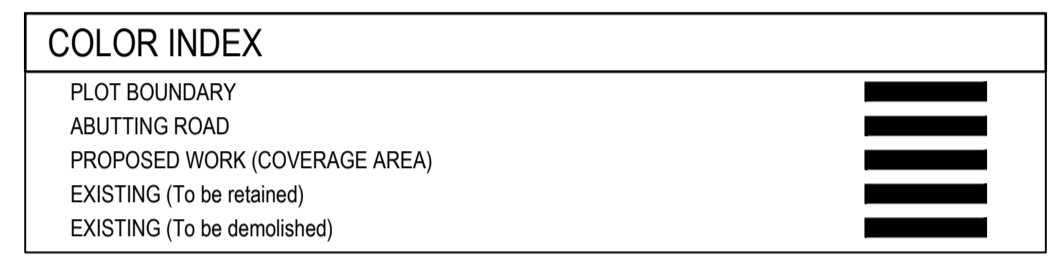 COLOR INDEX
PLOT BOUNDARY
ABUTTING ROAD
PROPOSED WORK (COVERAGE AREA)
EXISTING (To be retained)
EXISTING (To be demolished)